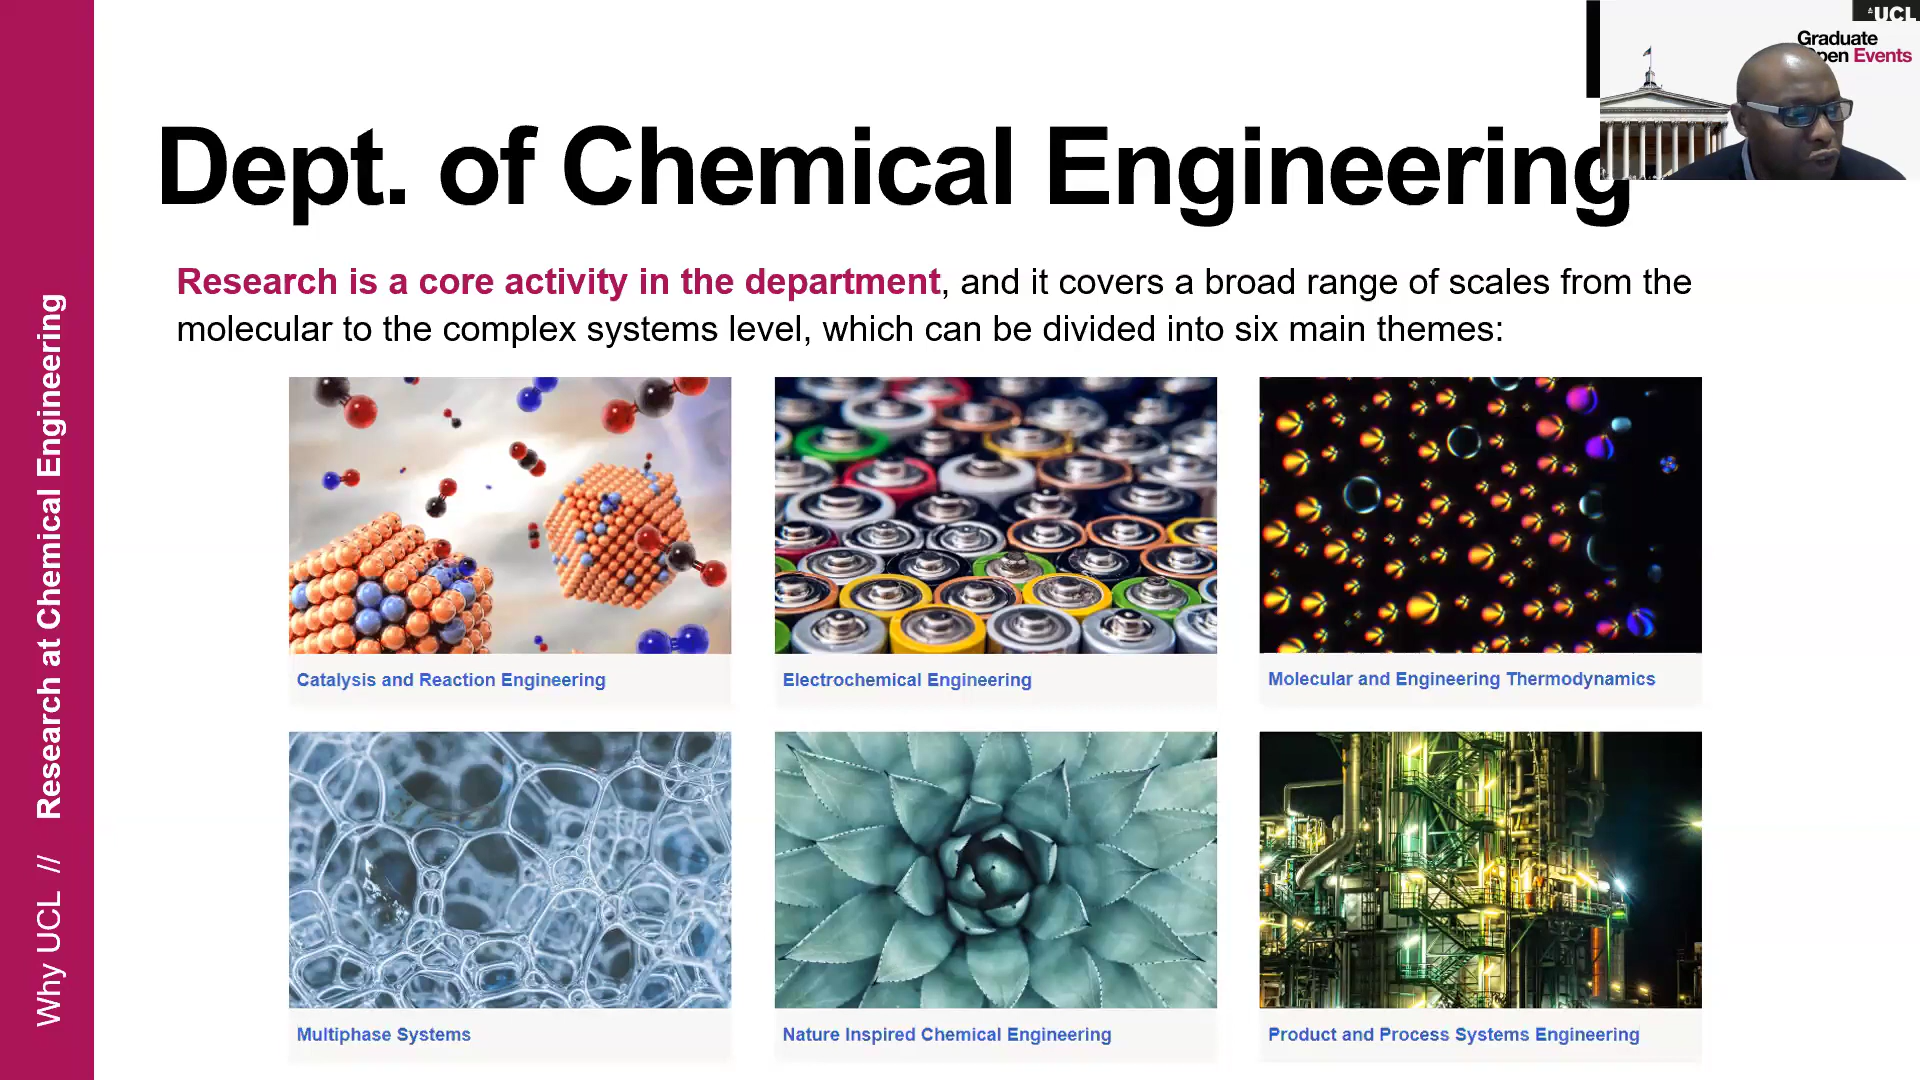 UCL
Graduate
Open Events
Dept. of Chemical Engineering
Research is a core activity in the department, and it covers a broad range of scales from the
molecular to the complex systems level, which can be divided into six main themes:
Catalysis and Reaction Engineering
Electrochemical Engineering
Molecular and Engineering Thermodynamics
Multiphase Systems
Nature Inspired Chemical Engineering
Product and Process Systems Engineering
Why UCL // Research at Chemical Engineering